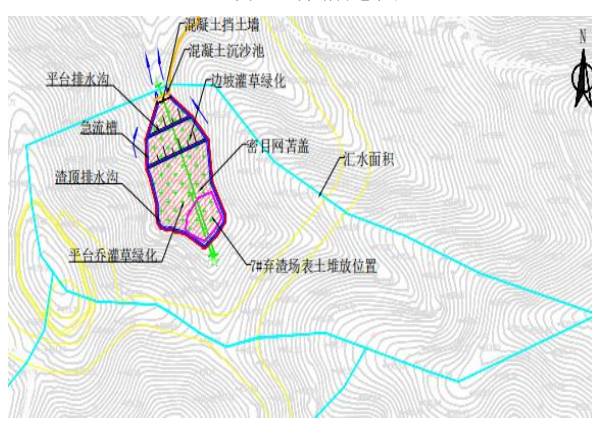 混凝土挡土墙
N
混凝土沉沙池
平台排水沟
边坡灌草绿化
急流槽
密目网苫盖
汇水面积
渣顶排水沟
平台乔灌草绿化
7#弃渣场表土堆放位置